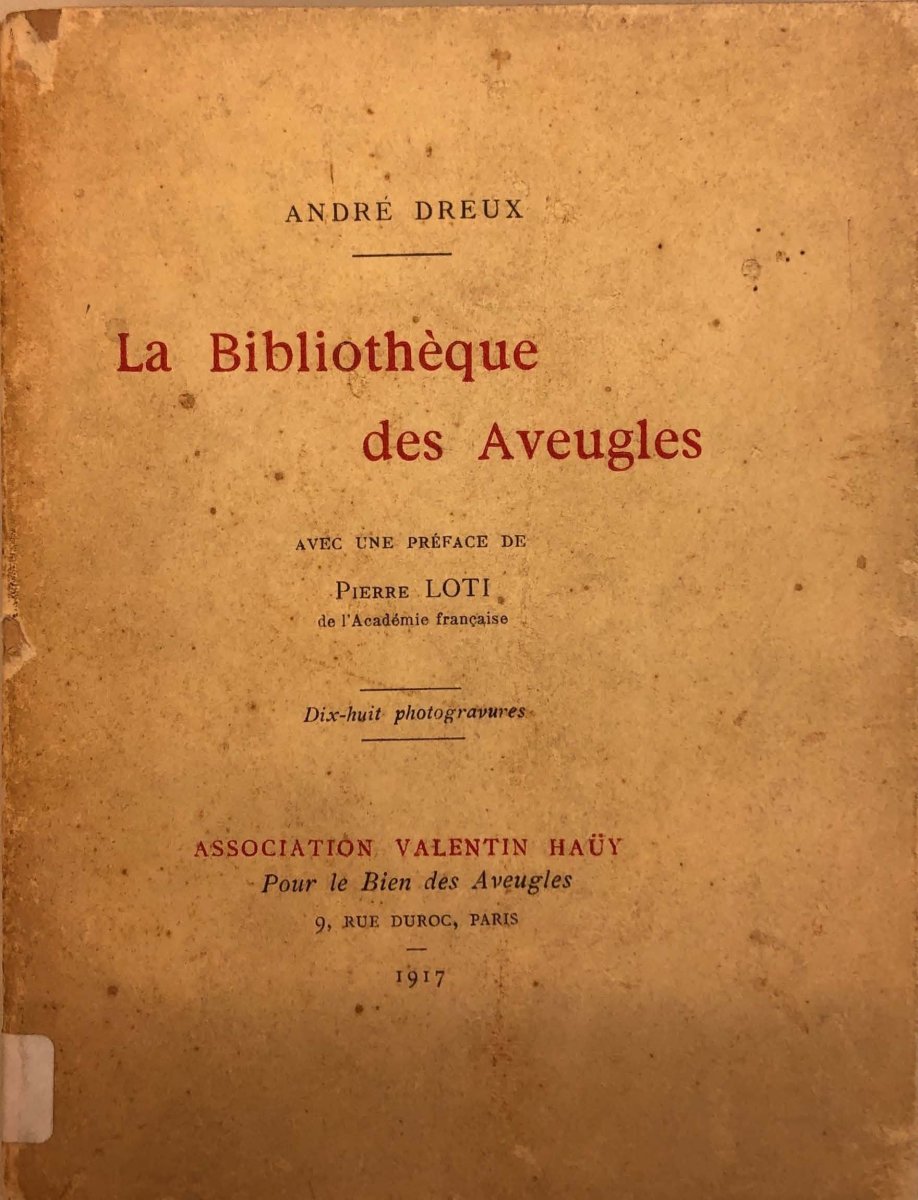 ANDRÉ DREUX
La Bibliothèque
des Aveugles
AVEC UNE PRÉFACE DE
PIERRE LOTI
de l'Académie française
Dix-huit photogravures
ASSOCIATION VALENTIN HAÜY
Pour le Bien des Aveugles
9, RUE DUROC, PARIS
1917